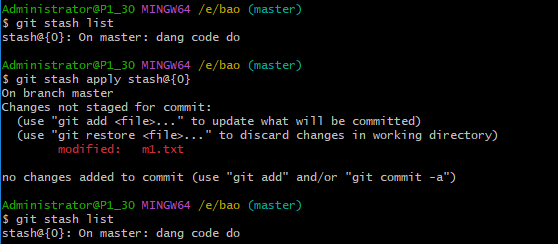 Administrator@P1_30 MINGW64 /e/bao (master)
$ git stash list
stash@{0}: On master: dang code do
Administrator@P1_30 MINGW64 /e/bao (master)
$ git stash apply stash@{0}
On branch master
Changes not staged for commit:
  (use "git add <file>..." to update what will be committed)
  (use "git restore <file>..." to discard changes in working directory)
        modified:   m1.txt
no changes added to commit (use "git add" and/or "git commit -a")
Administrator@P1_30 MINGW64 /e/bao (master)
$ git stash list
stash@{0}: On master: dang code do